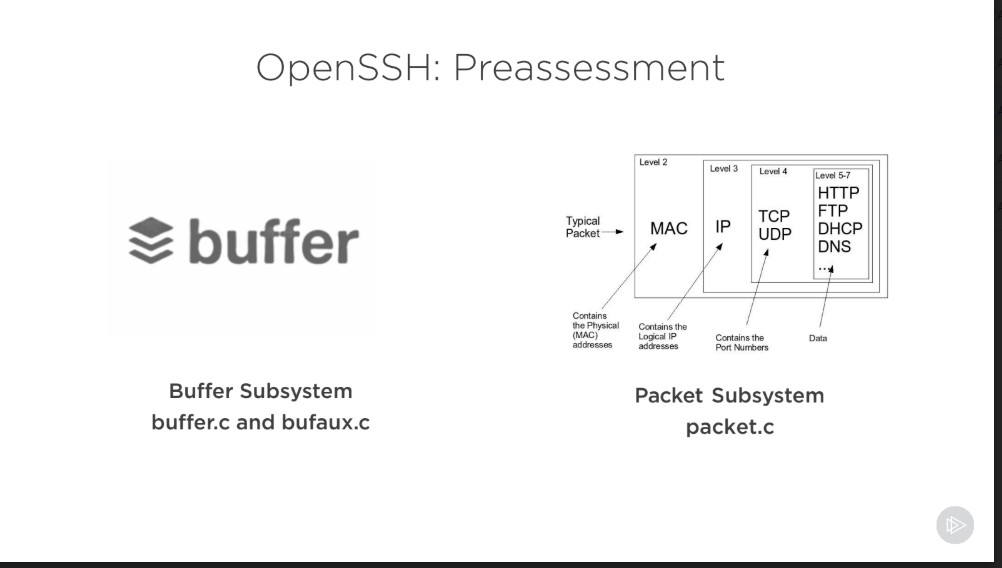 OpenSSH: Preassessment
buffer
Buffer Subsystem
buffer.c and bufaux.c
Level 2
Level 3
Level 4
Level 5-7
Typical
Packet
MAC
IP
TCP
UDP
HTTP
FTP
DHCP
DNS
...
Contains
the Physical
(MAC)
addresses
Contains the
Logical IP
addresses
Contains the
Port Numbers
Data
Packet Subsystem
packet.c